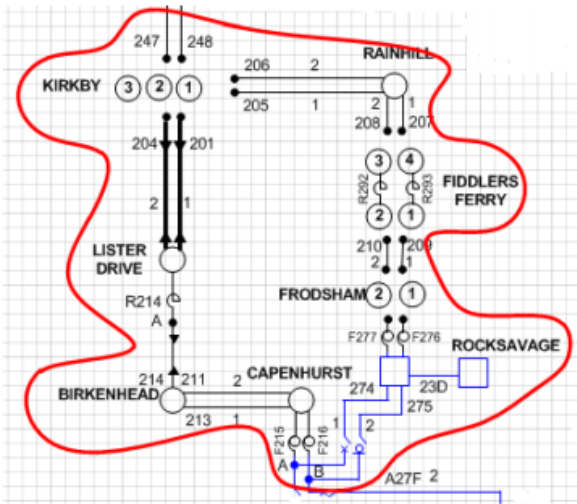 247 248
206 2
RAINHILL
KIRKBY
3 2 1
205 1
2 1
208 207
204 201
3 4
R292 R293
FIDDLERS
FERRY
2 1
2 1
LISTER
DRIVE
210 209
2 1
R214
FRODSHAM
2 1
A
F277 F276
ROCKSAVAGE
CAPENHURST
214 211 2
BIRKENHEAD
274 23D
275
213 1
F215 F216
1 2
A B
A27F 2